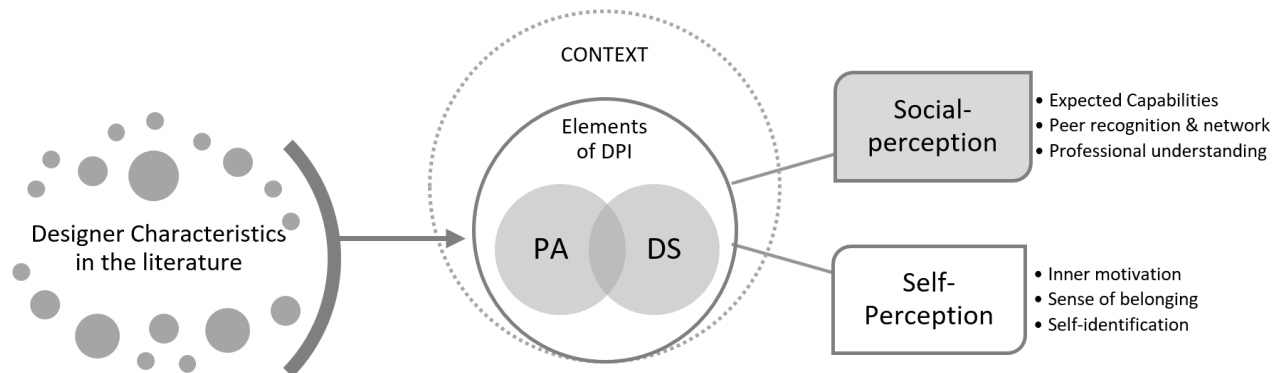 Designer Characteristics
in the literature
CONTEXT
Elements
of DPI
PA
DS
Social-
perception
• Expected Capabilities
• Peer recognition & network
• Professional understanding
Self-
Perception
• Inner motivation
• Sense of belonging
• Self-identification